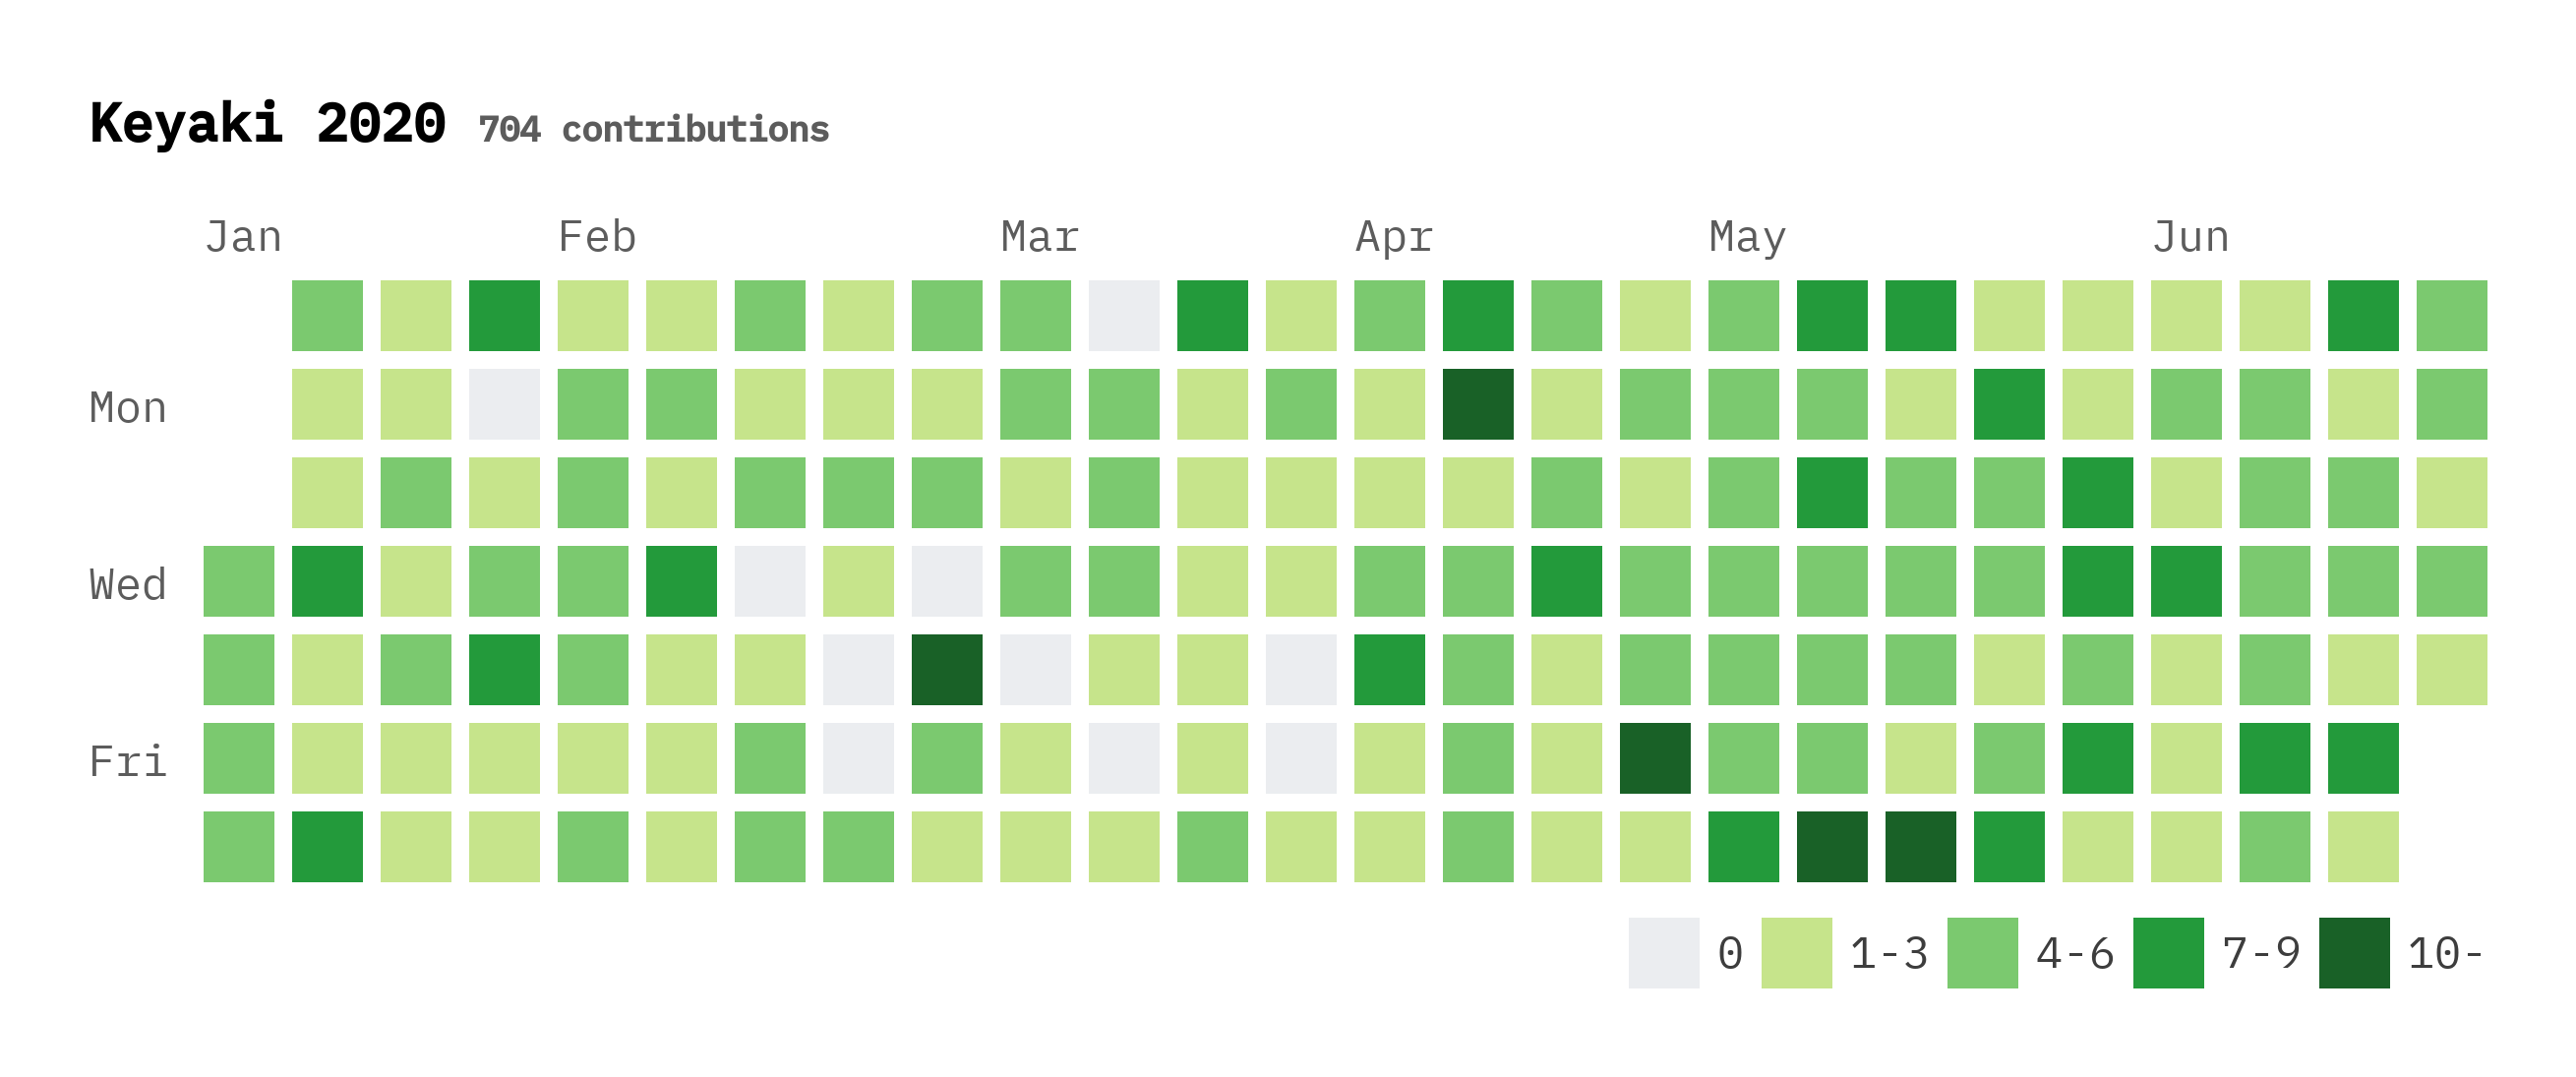 Keyaki 2020 704 contributions
Jan Feb Mar Apr May Jun
Mon
Wed
Fri
0 1-3 4-6 7-9 10-